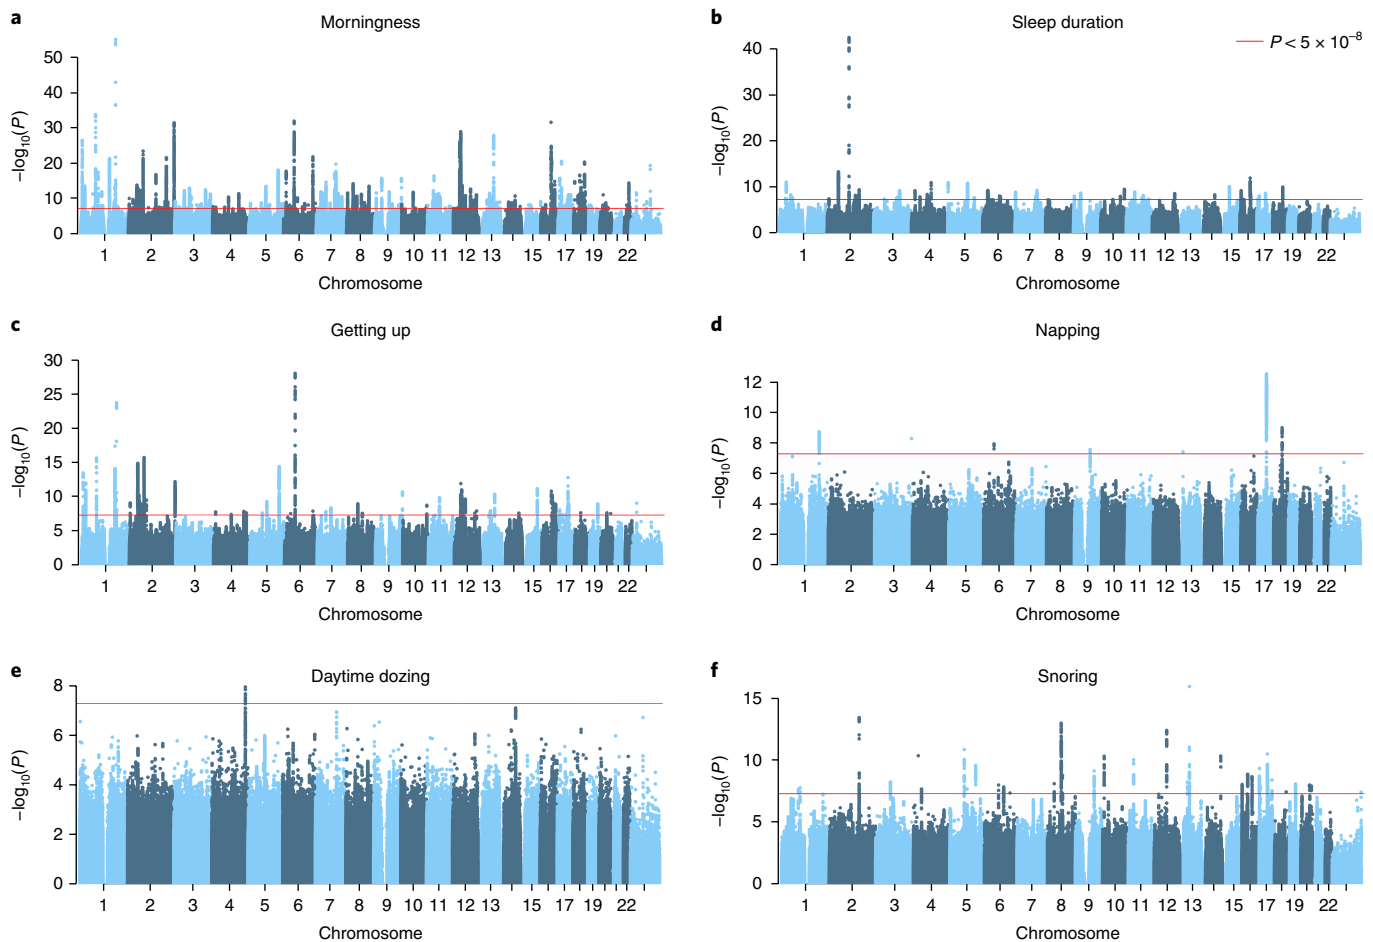 a
Morningness
50
40
30
20
10
0
−log10(P)
1 2 3 4 5 6 7 8 9 10 11 12 13 15 17 19 22
Chromosome
b
Sleep duration
P < 5 × 10−8
40
30
20
10
0
−log10(P)
1 2 3 4 5 6 7 8 9 10 11 12 13 15 17 19 22
Chromosome
c
Getting up
30
25
20
15
10
5
0
−log10(P)
1 2 3 4 5 6 7 8 9 10 11 12 13 15 17 19 22
Chromosome
d
Napping
12
10
8
6
4
2
0
−log10(P)
1 2 3 4 5 6 7 8 9 10 11 12 13 15 17 19 22
Chromosome
e
Daytime dozing
8
6
4
2
0
−log10(P)
1 2 3 4 5 6 7 8 9 10 11 12 13 15 17 19 22
Chromosome
f
Snoring
15
10
5
0
−log10(P)
1 2 3 4 5 6 7 8 9 10 11 12 13 15 17 19 22
Chromosome